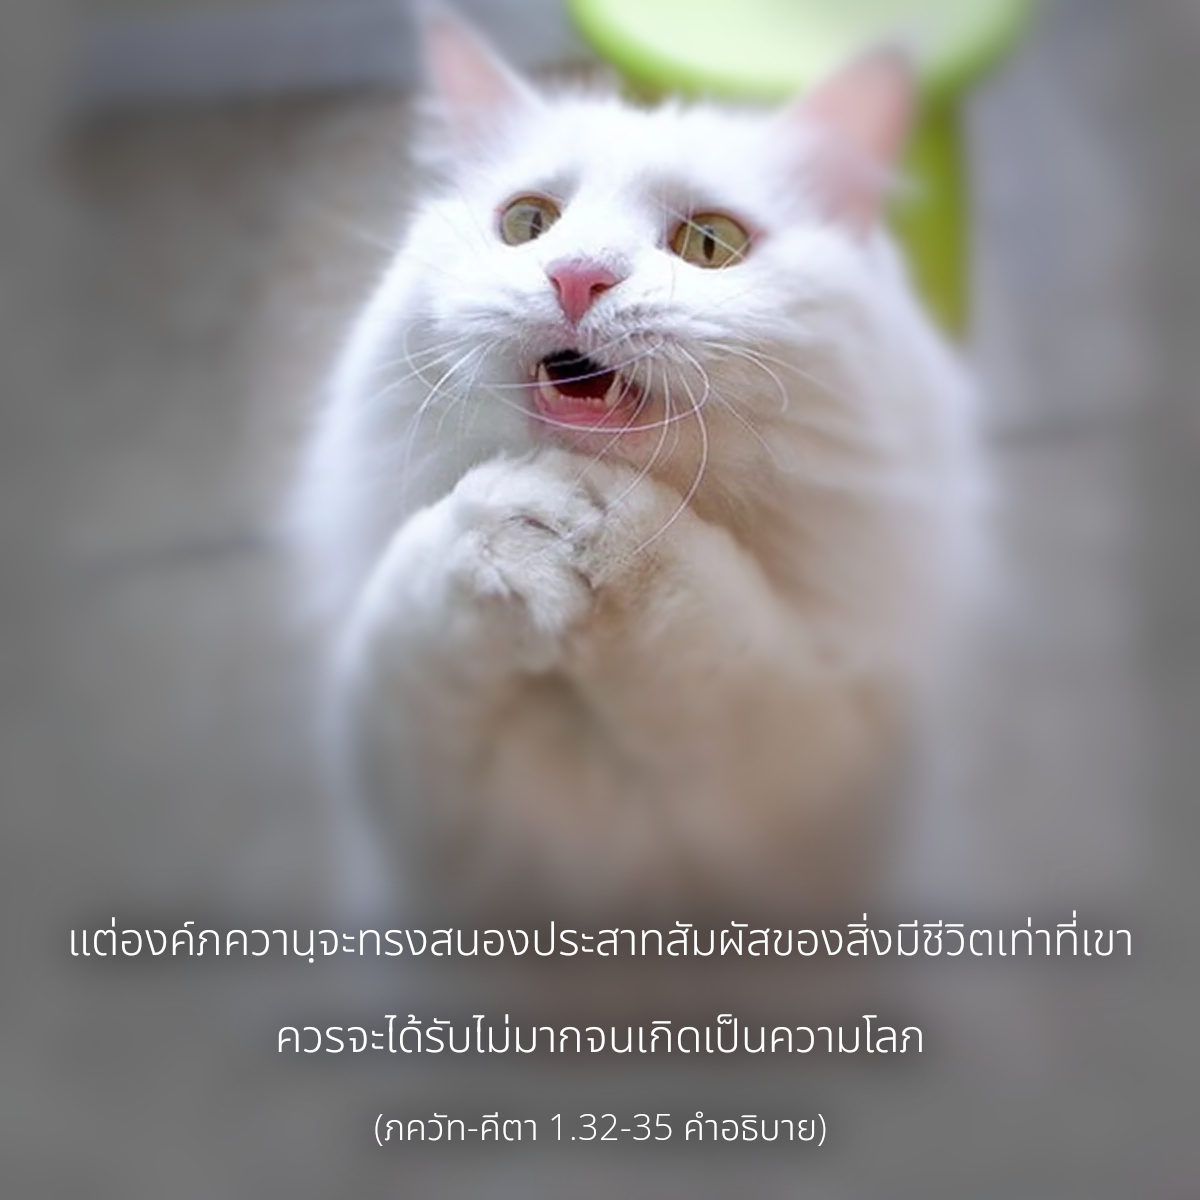 แต่องค์ภควานฺจะทรงสนองประสาทสัมผัสของสิ่งมีชีวิตเท่าที่เขา
ควรจะได้รับไม่มากจนเกิดเป็นความโลภ
(ภควัท-คีตา 1.32-35 คำอธิบาย)